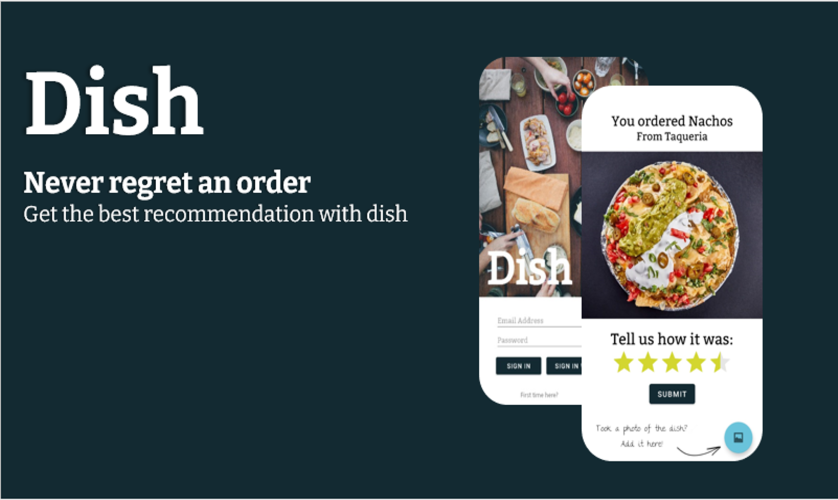 Dish
Never regret an order
Get the best recommendation with dish
Dish
Email Address
Password
SIGN IN
SIGN IN
First time here?
You ordered Nachos
From Taqueria
Tell us how it was:
SUBMIT
Took a photo of the dish?
Add it here!